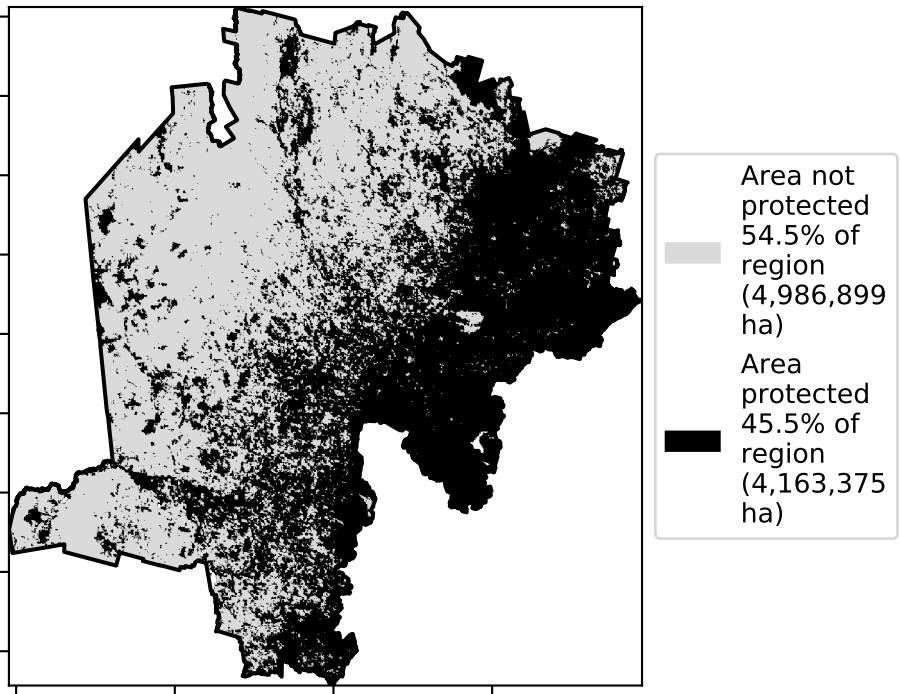 Area not
protected
54.5% of
region
(4,986,899
ha)
Area
protected
45.5% of
region
(4,163,375
ha)